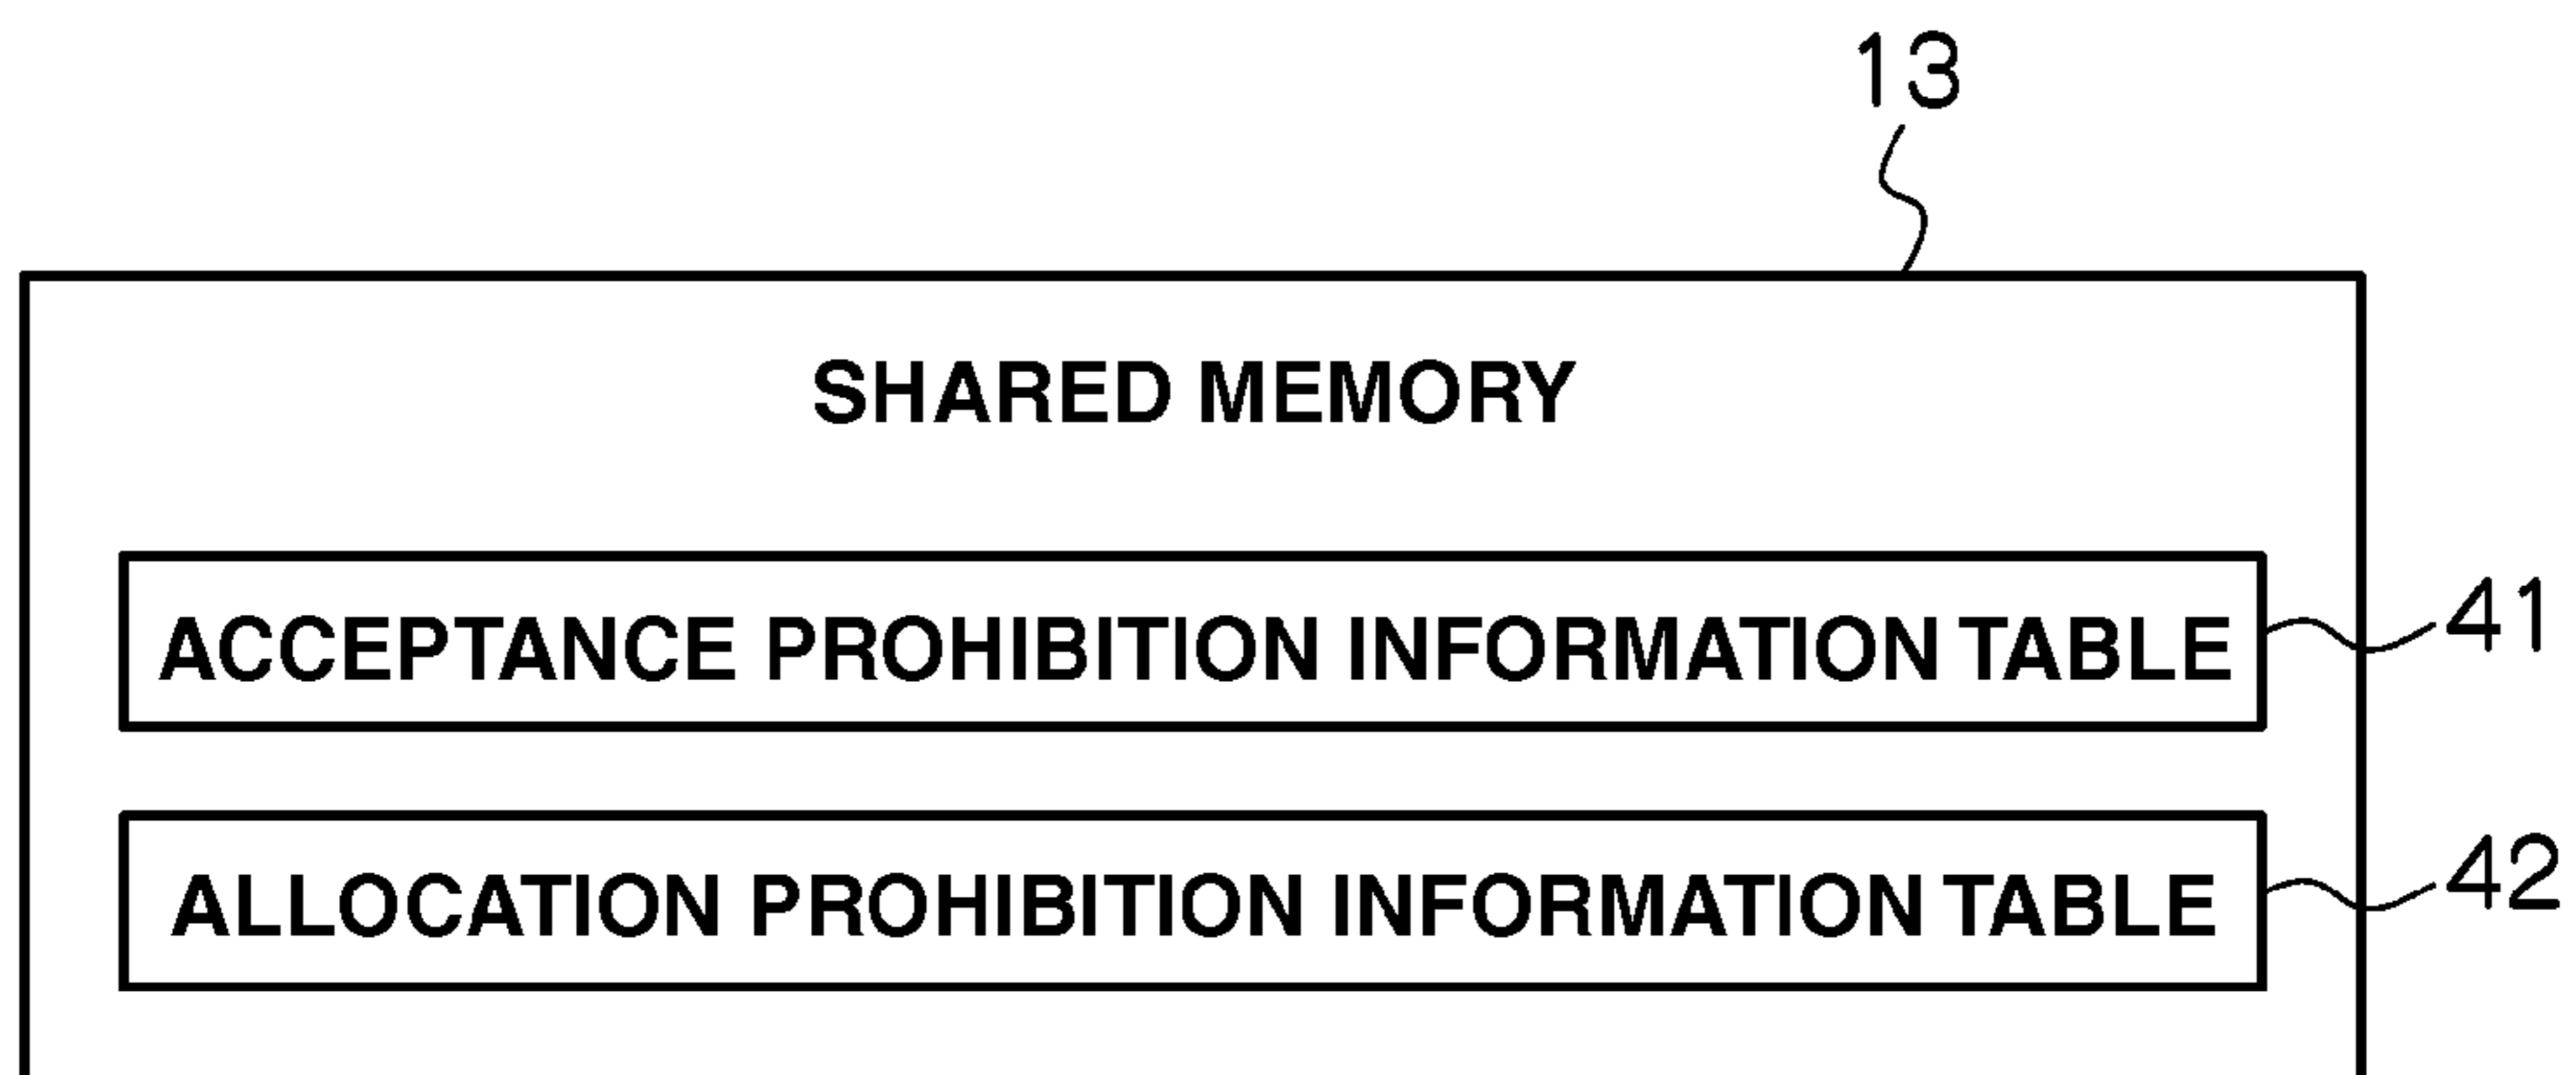 13
SHARED MEMORY
ACCEPTANCE PROHIBITION INFORMATION TABLE 41
ALLOCATION PROHIBITION INFORMATION TABLE 42